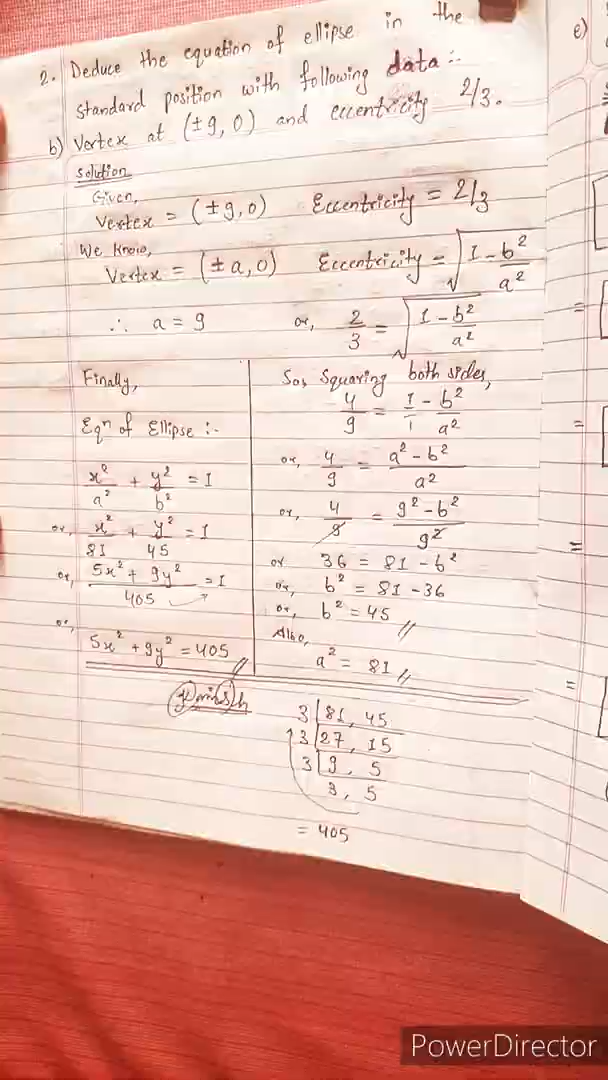 2. Deduce the equation of ellipse in the
standard position with following data :-
b) Vertex at (±9, 0) and eccentricity 2/3.
Solution
Given,
Vertex = (±9, 0) Eccentricity = 2/3
We Know,
Vertex = (±a, 0) Eccentricity = √(1 - b²/a²)
∴ a = 9 or, 2/3 = √(1 - b²/a²)
Finally,
Eqⁿ of Ellipse :-
x²/a² + y²/b² = 1
or, x²/81 + y²/45 = 1
or, (5x² + 9y²)/405 = 1
or, 5x² + 9y² = 405 //
So, Squaring both sides,
4/9 = 1/1 - b²/a²
or, 4/9 = (a² - b²)/a²
or, 4/9 = (9² - b²)/9²
or 36 = 81 - b²
or, b² = 81 - 36
or, b² = 45 //
Also,
a² = 81 //
3 | 81, 45
3 | 27, 15
3 | 9, 5
3, 5
= 405
e)
=
=
=
=
PowerDirector